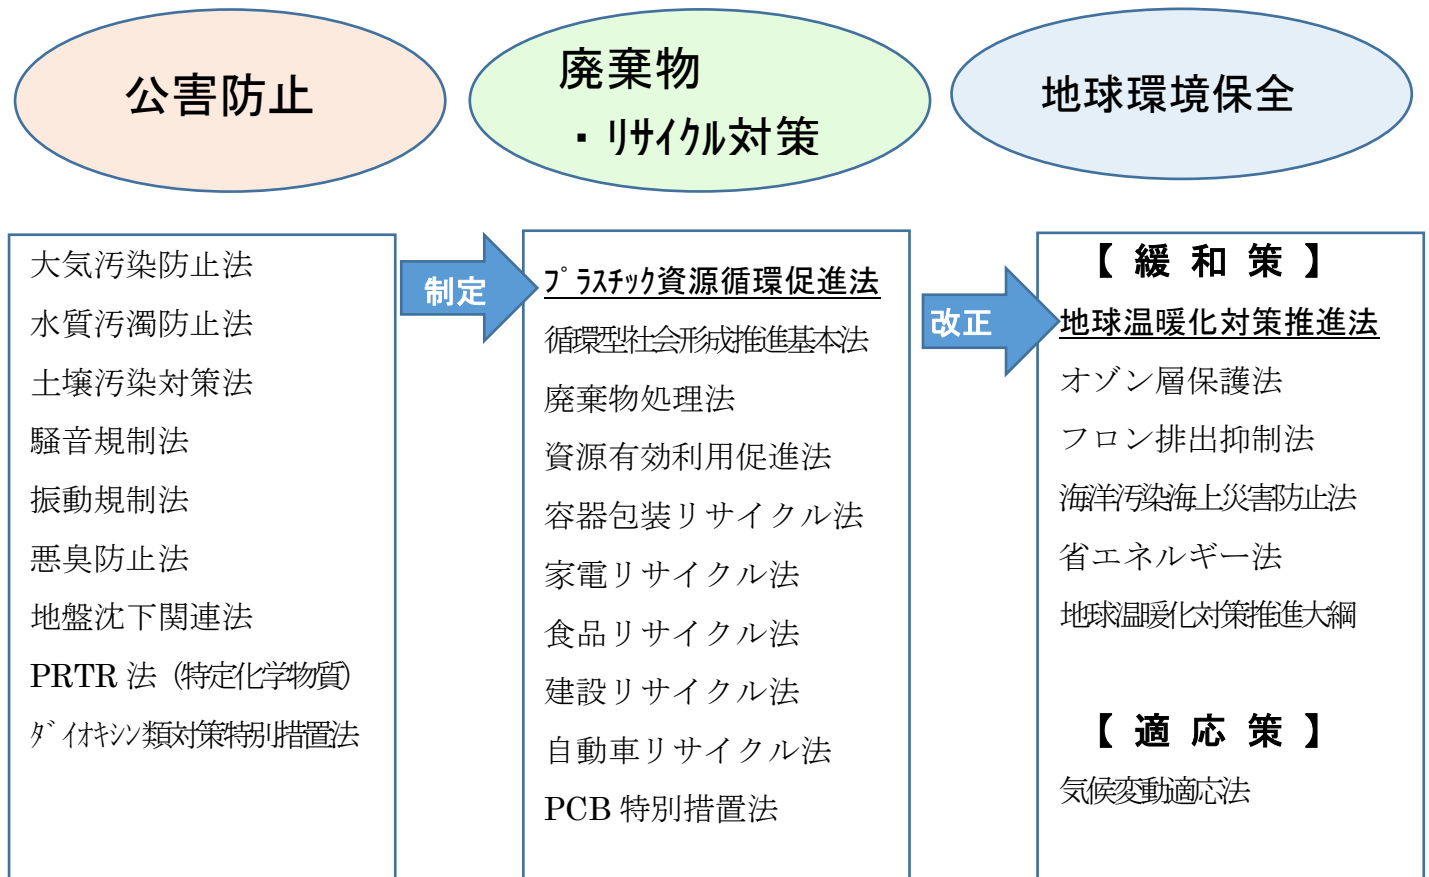 公害防止
廃棄物
・ﾘｻｲｸﾙ対策
地球環境保全
大気汚染防止法
水質汚濁防止法
土壌汚染対策法
騒音規制法
振動規制法
悪臭防止法
地盤沈下関連法
PRTR 法（特定化学物質）
ﾀﾞｲｵｷｼﾝ類対策特別措置法
制定
ﾌﾟﾗｽﾁｯｸ資源循環促進法
循環型社会形成推進基本法
廃棄物処理法
資源有効利用促進法
容器包装リサイクル法
家電リサイクル法
食品リサイクル法
建設リサイクル法
自動車リサイクル法
PCB 特別措置法
改正
【 緩 和 策 】
地球温暖化対策推進法
オゾン層保護法
フロン排出抑制法
海洋汚染海上災害防止法
省エネルギー法
地球温暖化対策推進大綱
【 適 応 策 】
気候変動適応法